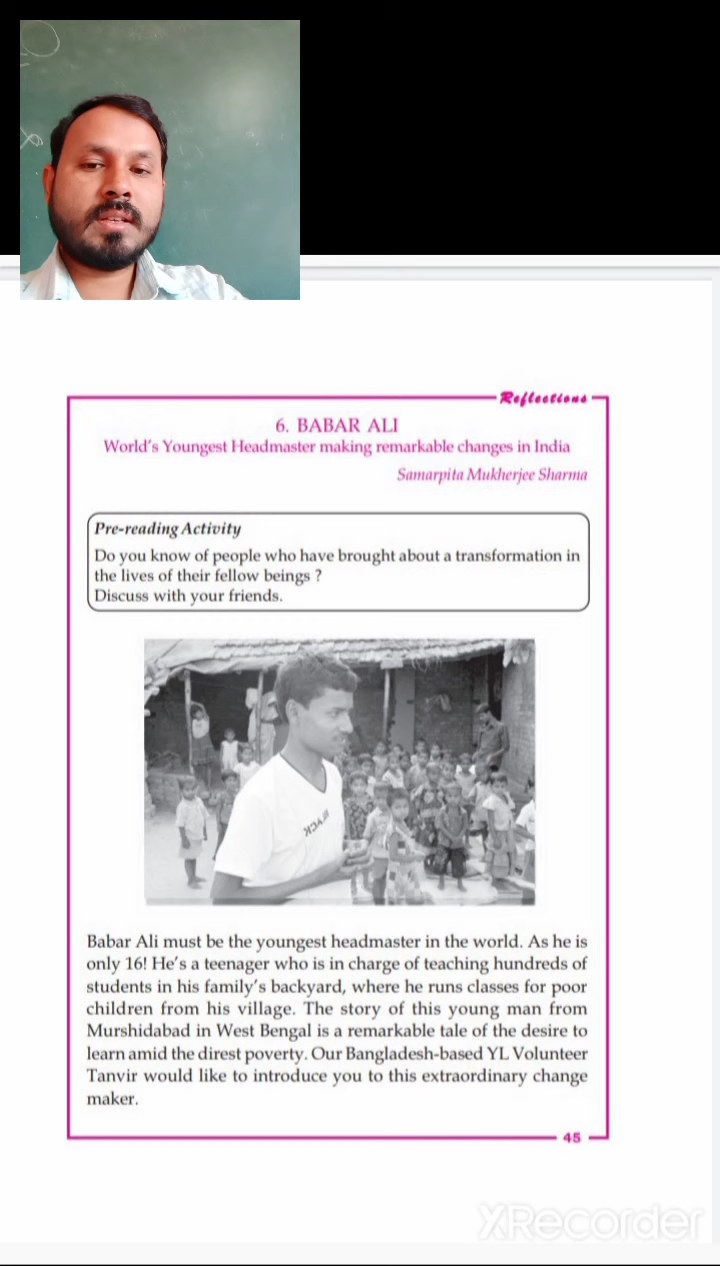 Reflections
6. BABAR ALI
World's Youngest Headmaster making remarkable changes in India
Samarpita Mukherjee Sharma
Pre-reading Activity
Do you know of people who have brought about a transformation in
the lives of their fellow beings ?
Discuss with your friends.
Babar Ali must be the youngest headmaster in the world. As he is
only 16! He's a teenager who is in charge of teaching hundreds of
students in his family's backyard, where he runs classes for poor
children from his village. The story of this young man from
Murshidabad in West Bengal is a remarkable tale of the desire to
learn amid the direst poverty. Our Bangladesh-based YL Volunteer
Tanvir would like to introduce you to this extraordinary change
maker.
45
XRecorder